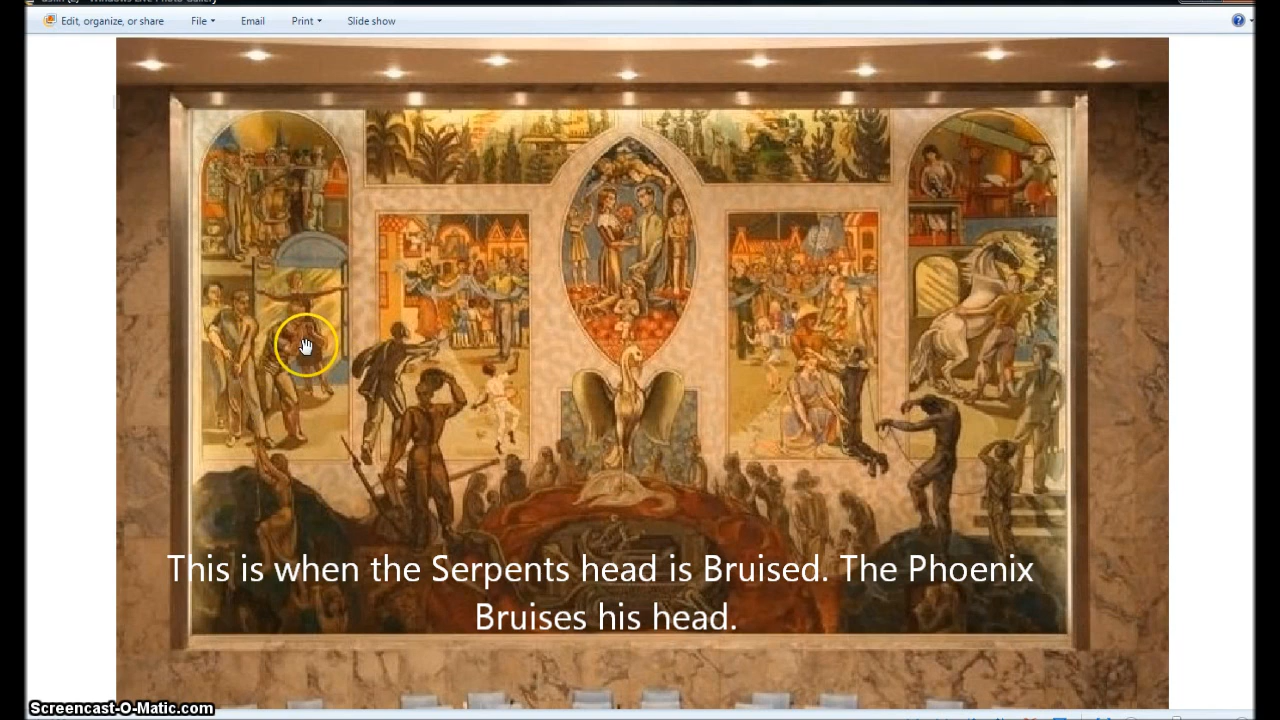 Edit, organize, or share File Email Print Slide show
This is when the Serpents head is Bruised. The Phoenix
Bruises his head.
Screencast-O-Matic.com